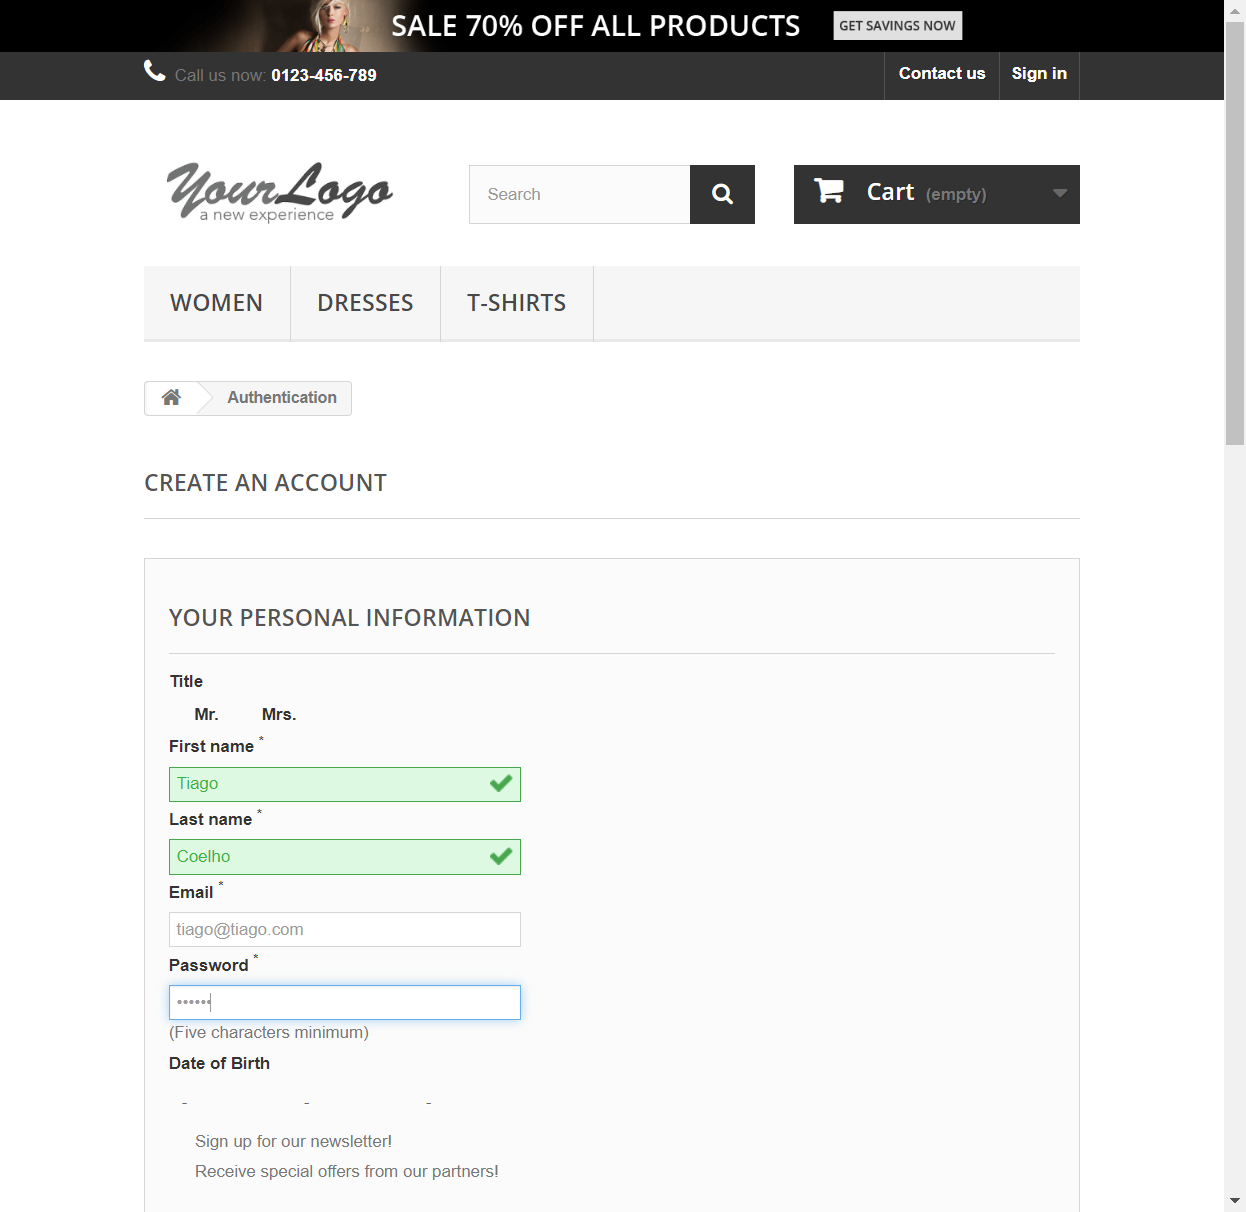 SALE 70% OFF ALL PRODUCTS GET SAVINGS NOW
Call us now: 0123-456-789 Contact us Sign in
YourLogo
a new experience
Search
Cart (empty)
WOMEN DRESSES T-SHIRTS
Authentication
CREATE AN ACCOUNT
YOUR PERSONAL INFORMATION
Title
Mr. Mrs.
First name *
Tiago
Last name *
Coelho
Email *
tiago@tiago.com
Password *
••••••
(Five characters minimum)
Date of Birth
- - -
Sign up for our newsletter!
Receive special offers from our partners!